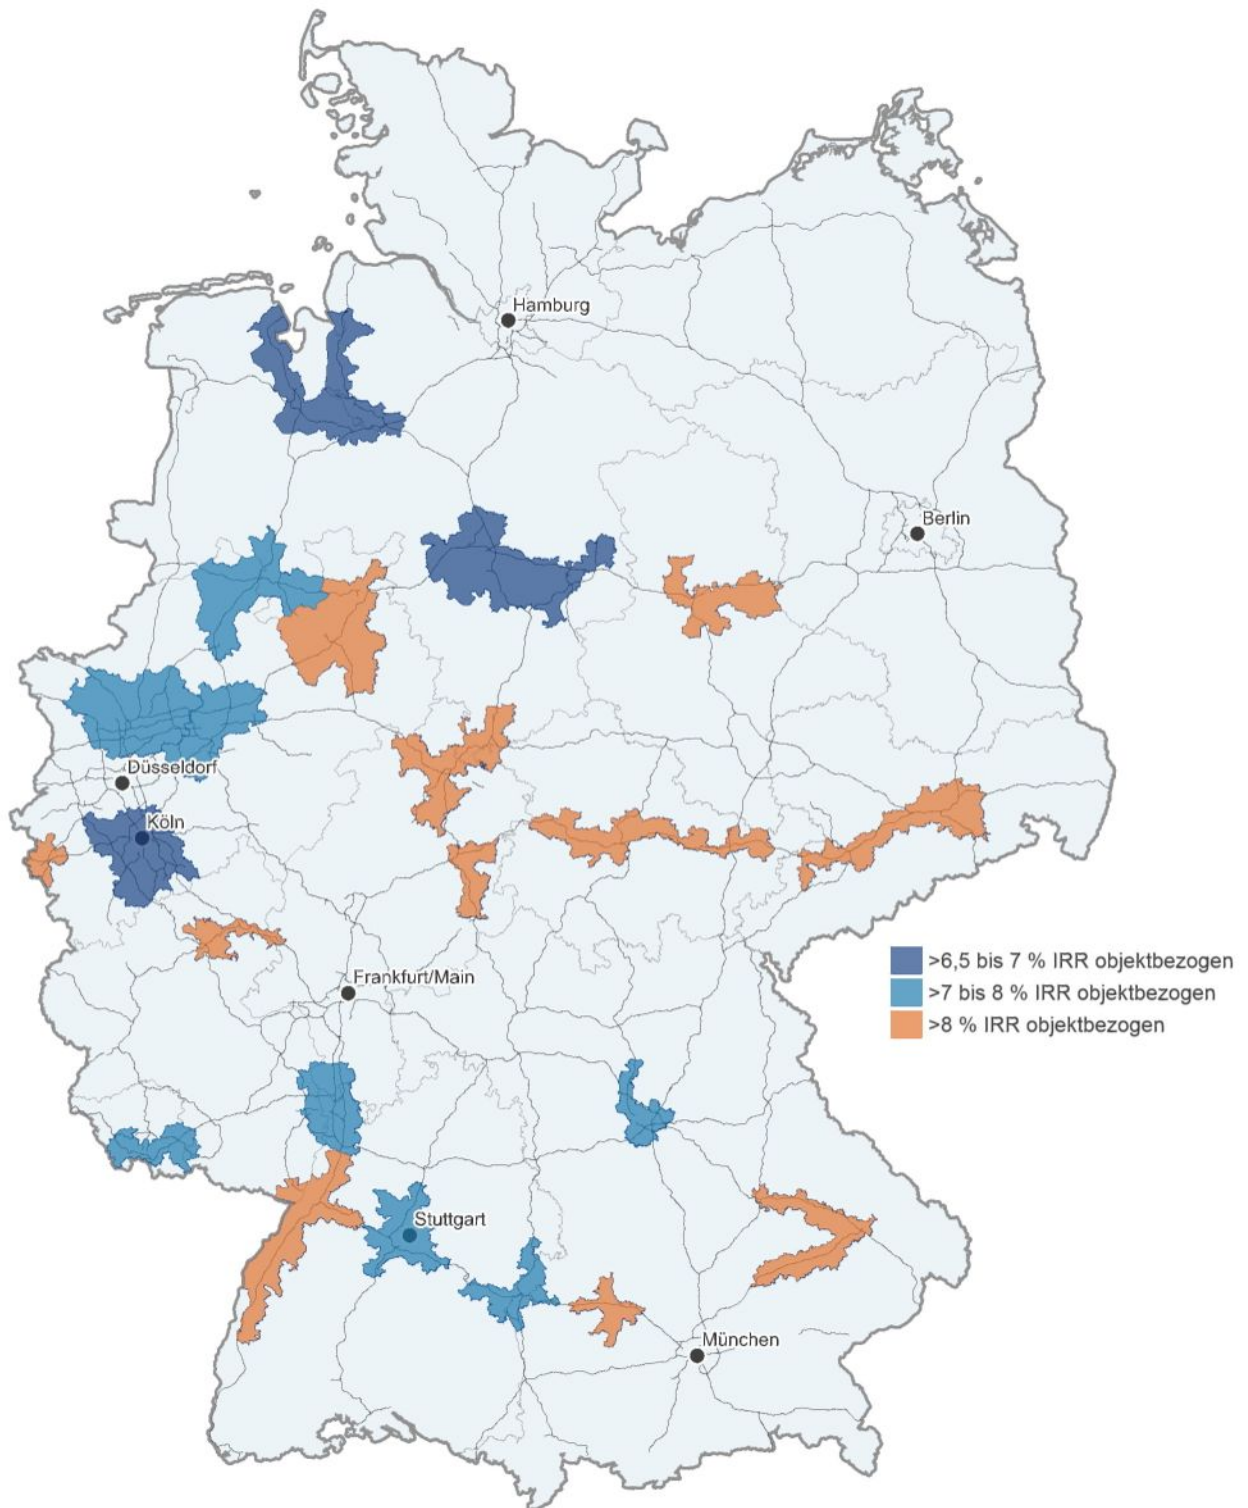 Hamburg
Berlin
Düsseldorf
Köln
>6,5 bis 7 % IRR objektbezogen
Frankfurt/Main
>7 bis 8 % IRR objektbezogen
>8 % IRR objektbezogen
Stuttgart
München